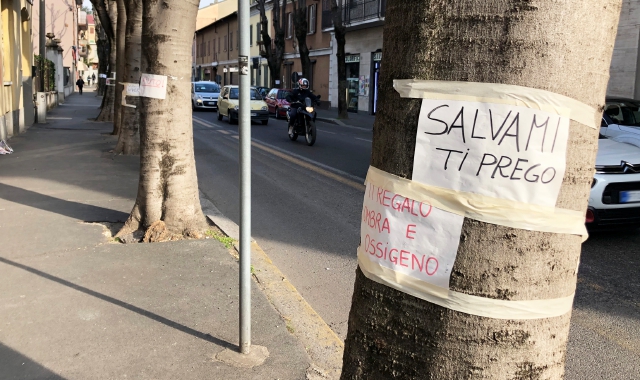 SALVAMI
TI PREGO
TI REGALO
OMBRA E
OSSIGENO